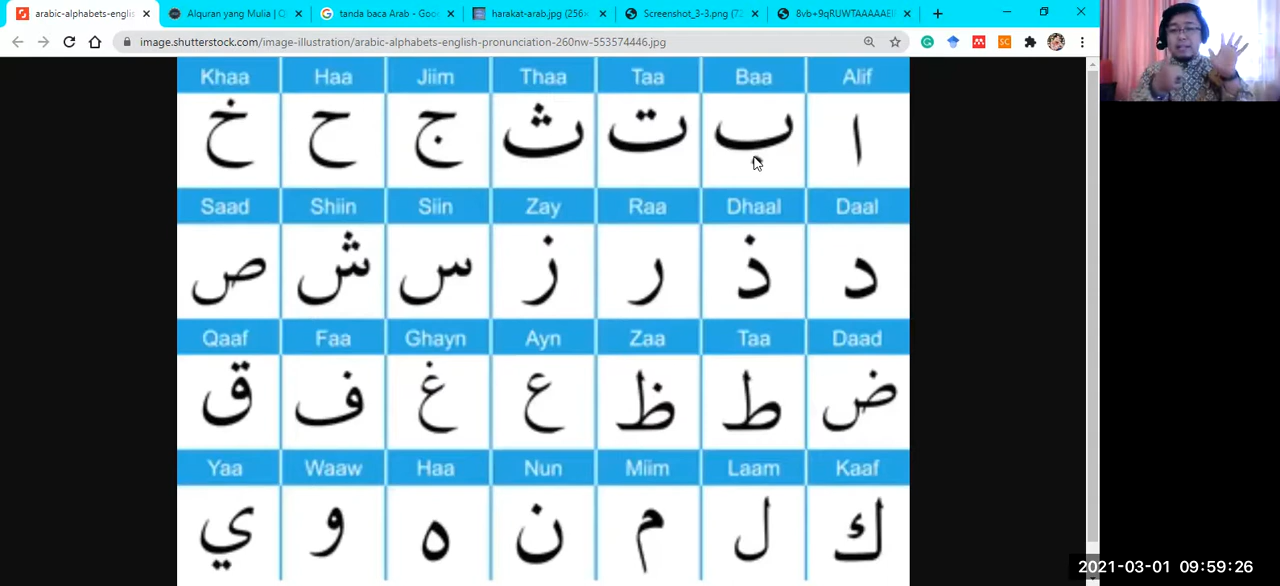 arabic-alphabets-englis Alquran yang Mulia | tanda baca Arab - Goo harakat-arab.jpg (256× Screenshot_3-3.png (72
image.shutterstock.com/image-illustration/arabic-alphabets-english-pronunciation-260nw-553574446.jpg
Khaa Haa Jiim Thaa Taa Baa Alif
ا ب ت ث ج ح خ
Saad Shiin Siin Zay Raa Dhaal Daal
د ذ ر ز س ش ص
Qaaf Faa Ghayn Ayn Zaa Taa Daad
ض ط ظ ع غ ف ق
Yaa Waaw Haa Nun Miim Laam Kaaf
ك ل م ن ه و ي
2021-03-01 09:59:26